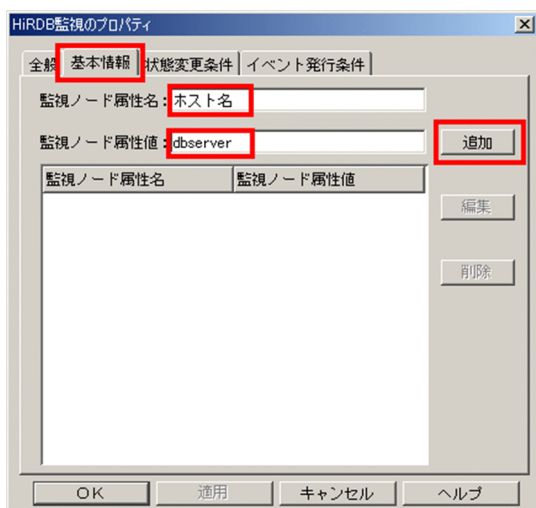 HiRDB監視のプロパティ
全般 基本情報 状態変更条件 イベント発行条件
監視ノード属性名：ホスト名
監視ノード属性値：dbserver 追加
監視ノード属性名 監視ノード属性値
編集
削除
OK 適用 キャンセル ヘルプ